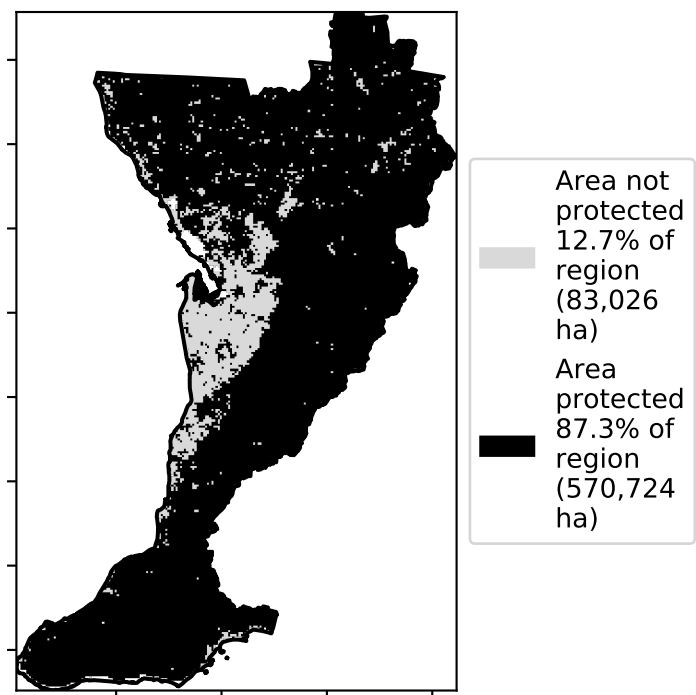 Area not
protected
12.7% of
region
(83,026
ha)
Area
protected
87.3% of
region
(570,724
ha)